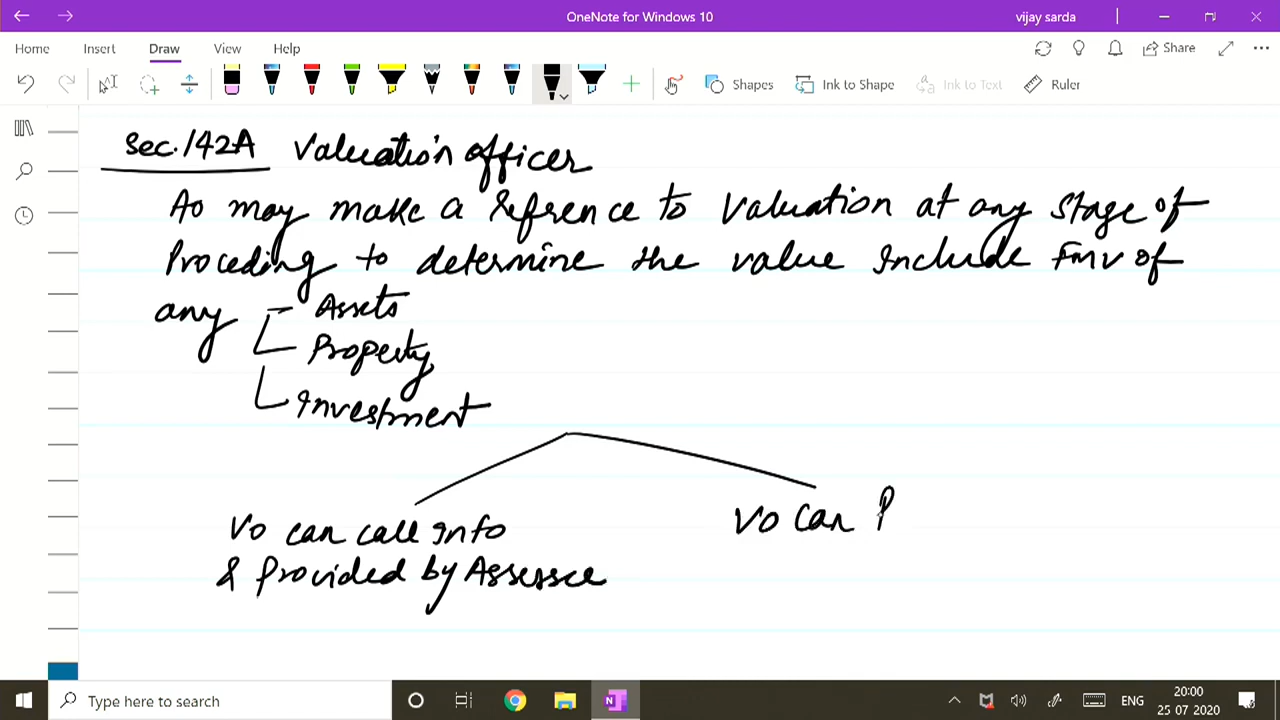 OneNote for Windows 10
vijay sarda
Home Insert Draw View Help
Share
Shapes Ink to Shape Ink to Text Ruler
Sec.142A Valuation officer
Ao may make a reference to Valuation at any stage of
Proceding to determine the value include Fmv of
any Assets
Property
Investment
Vo can call Info
& Provided by Assessee
Vo can P
Type here to search
ENG
20:00
25 07 2020
3